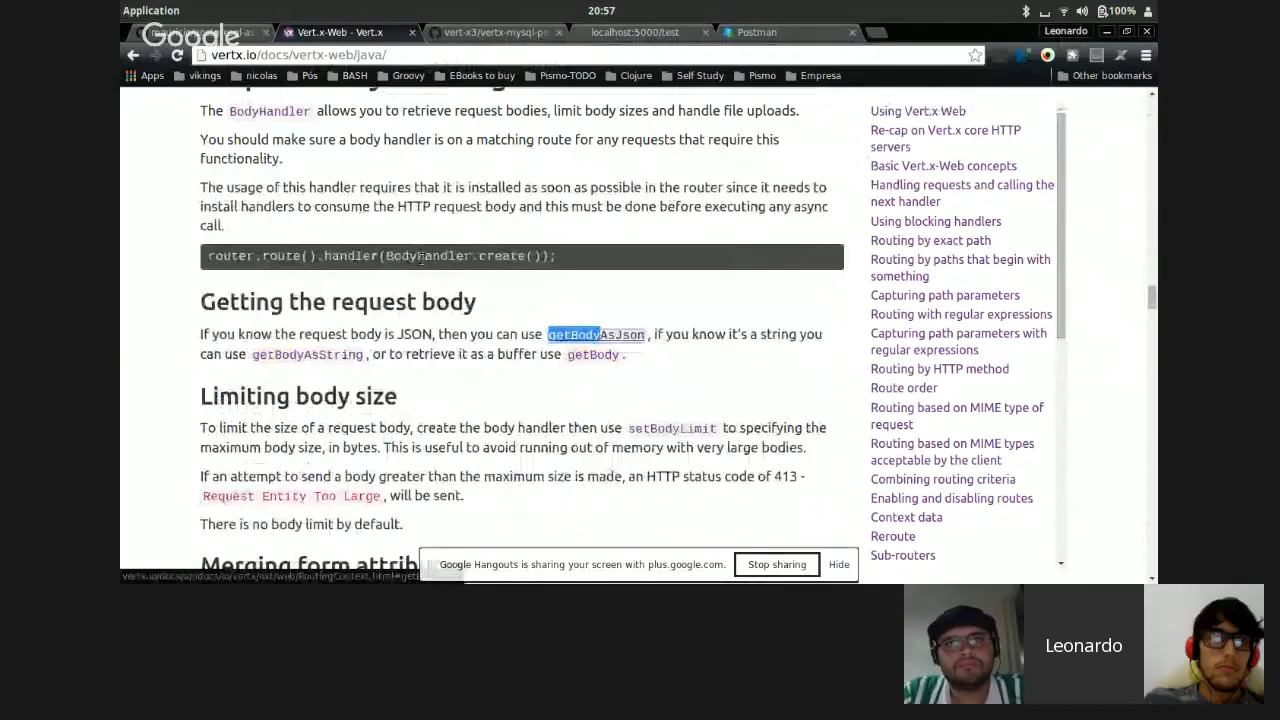 Application
20:57
100%
Google
Vert.x-Web - Vert.x
localhost:5000/test
Postman
Leonardo
vertx.io/docs/vertx-web/java/
Apps vikings nicolas Pós BASH Groovy EBooks to buy Pismo-TODO Clojure Self Study Pismo Empresa Other bookmarks
The BodyHandler allows you to retrieve request bodies, limit body sizes and handle file uploads.
You should make sure a body handler is on a matching route for any requests that require this
functionality.
The usage of this handler requires that it is installed as soon as possible in the router since it needs to
install handlers to consume the HTTP request body and this must be done before executing any async
call.
router.route().handler(BodyHandler.create());
Getting the request body
If you know the request body is JSON, then you can use getBodyAsJson, if you know it's a string you
can use getBodyAsString, or to retrieve it as a buffer use getBody.
Limiting body size
To limit the size of a request body, create the body handler then use setBodyLimit to specifying the
maximum body size, in bytes. This is useful to avoid running out of memory with very large bodies.
If an attempt to send a body greater than the maximum size is made, an HTTP status code of 413 -
Request Entity Too Large, will be sent.
There is no body limit by default.
Merging form attrib
Using Vert.x Web
Re-cap on Vert.x core HTTP
servers
Basic Vert.x-Web concepts
Handling requests and calling the
next handler
Using blocking handlers
Routing by exact path
Routing by paths that begin with
something
Capturing path parameters
Routing with regular expressions
Capturing path parameters with
regular expressions
Routing by HTTP method
Route order
Routing based on MIME type of
request
Routing based on MIME types
acceptable by the client
Combining routing criteria
Enabling and disabling routes
Context data
Reroute
Sub-routers
Google Hangouts is sharing your screen with plus.google.com.
Stop sharing
Hide
Leonardo